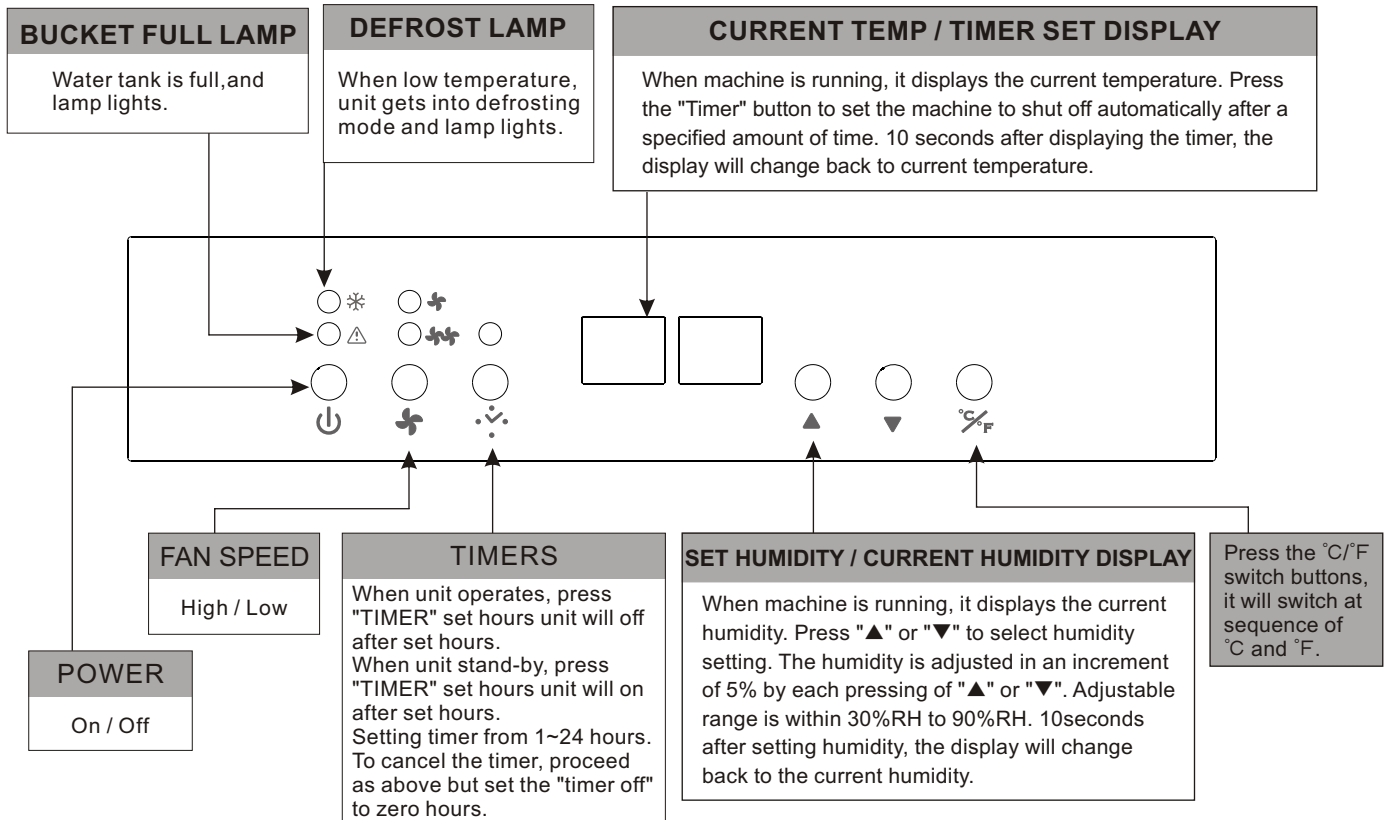 BUCKET FULL LAMP
Water tank is full,and
lamp lights.
DEFROST LAMP
When low temperature,
unit gets into defrosting
mode and lamp lights.
CURRENT TEMP / TIMER SET DISPLAY
When machine is running, it displays the current temperature. Press
the "Timer" button to set the machine to shut off automatically after a
specified amount of time. 10 seconds after displaying the timer, the
display will change back to current temperature.
°C/°F
POWER
On / Off
FAN SPEED
High / Low
TIMERS
When unit operates, press
"TIMER" set hours unit will off
after set hours.
When unit stand-by, press
"TIMER" set hours unit will on
after set hours.
Setting timer from 1~24 hours.
To cancel the timer, proceed
as above but set the "timer off"
to zero hours.
SET HUMIDITY / CURRENT HUMIDITY DISPLAY
When machine is running, it displays the current
humidity. Press "▲" or "▼" to select humidity
setting. The humidity is adjusted in an increment
of 5% by each pressing of "▲" or "▼". Adjustable
range is within 30%RH to 90%RH. 10seconds
after setting humidity, the display will change
back to the current humidity.
Press the °C/°F
switch buttons,
it will switch at
sequence of
°C and °F.